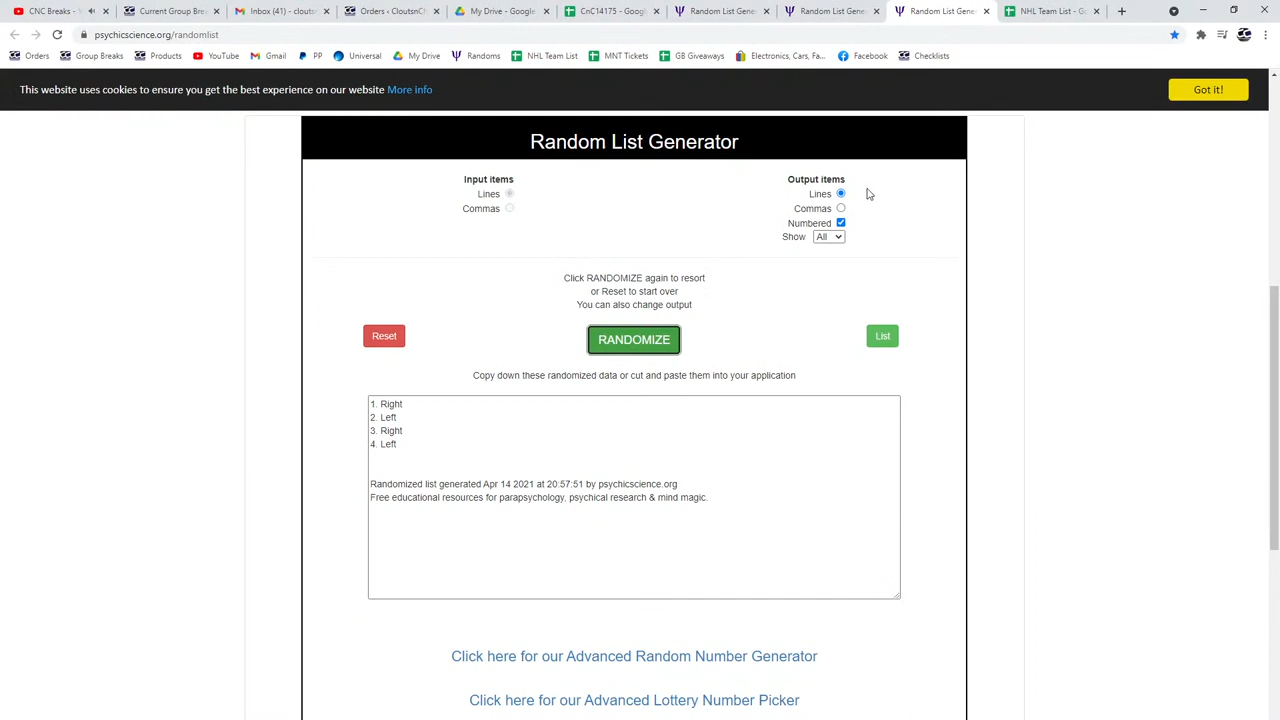 CNC Breaks -
Current Group Bre
Inbox (41) - cloutsn
Orders ‹ CloutsnCh
My Drive - Google
CnC14175 - Googl
Random List Gener
Random List Gener
Random List Gener
NHL Team List - Go
psychicscience.org/randomlist
Orders
Group Breaks
Products
YouTube
Gmail
PP
Universal
My Drive
Randoms
NHL Team List
MNT Tickets
GB Giveaways
Electronics, Cars, Fa...
Facebook
Checklists
This website uses cookies to ensure you get the best experience on our website More info
Got it!
Random List Generator
Input items
Lines
Commas
Output items
Lines
Commas
Numbered
Show All
Click RANDOMIZE again to resort
or Reset to start over
You can also change output
Reset
RANDOMIZE
List
Copy down these randomized data or cut and paste them into your application
1. Right
2. Left
3. Right
4. Left
Randomized list generated Apr 14 2021 at 20:57:51 by psychicscience.org
Free educational resources for parapsychology, psychical research & mind magic.
Click here for our Advanced Random Number Generator
Click here for our Advanced Lottery Number Picker